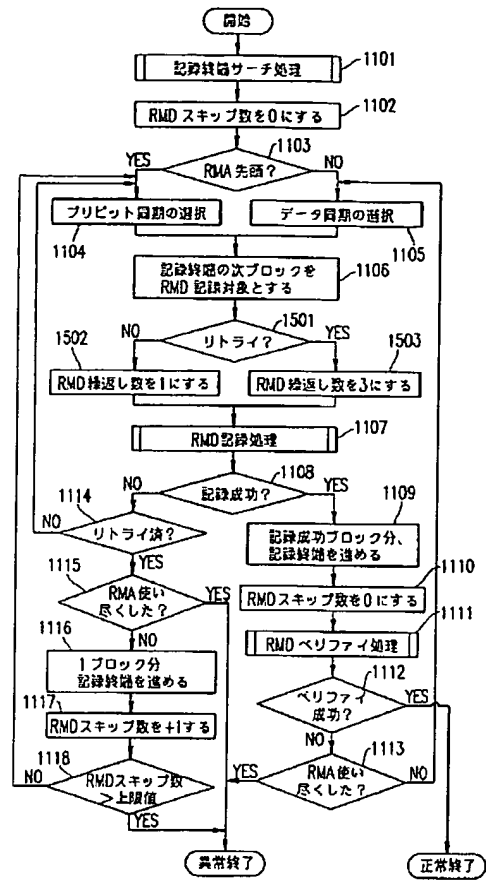 開始
記録終端サーチ処理
1101
RMDスキップ数を0にする
1102
1103
YES
RMA先頭?
NO
プリピット同期の選択
1104
データ同期の選択
1105
記録終端の次ブロックを
RMD記録対象とする
1106
1501
1502
NO
リトライ?
YES
1503
RMD繰返し数を1にする
RMD繰返し数を3にする
RMD記録処理
1107
1108
NO
記録成功?
YES
1109
1114
NO
リトライ済?
YES
記録成功ブロック分、
記録終端を進める
1110
1115
RMA使い
尽くした?
YES
NO
RMDスキップ数を0にする
1111
RMDベリファイ処理
1116
1ブロック分
記録終端を進める
1112
ベリファイ
成功?
YES
NO
1117
RMDスキップ数を+1する
1113
YES
RMA使い
尽くした?
NO
1118
NO
RMDスキップ数
>上限値
YES
異常終了
正常終了